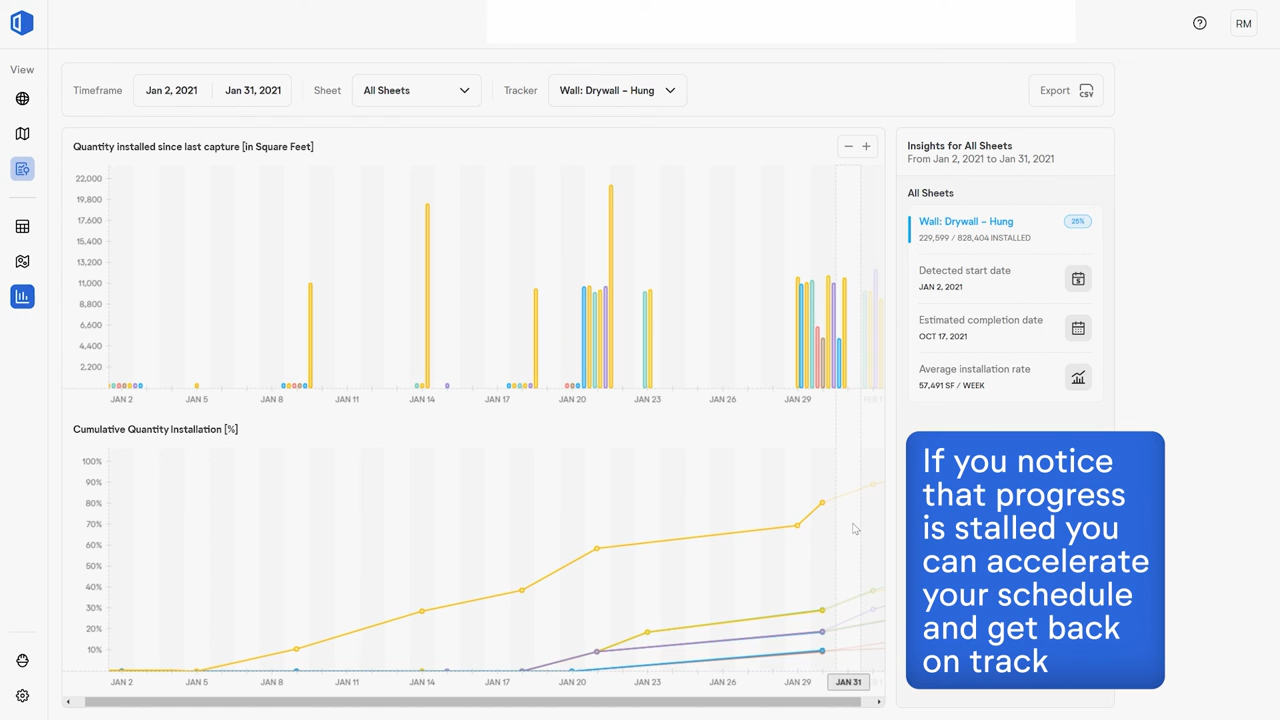 RM
View
Timeframe Jan 2, 2021 Jan 31, 2021 Sheet All Sheets Tracker Wall: Drywall – Hung Export CSV
Quantity installed since last capture [in Square Feet]
22,000
19,800
17,600
15,400
13,200
11,000
8,800
6,600
4,400
2,200
JAN 2 JAN 5 JAN 8 JAN 11 JAN 14 JAN 17 JAN 20 JAN 23 JAN 26 JAN 29 FEB 1
Cumulative Quantity Installation [%]
100%
90%
80%
70%
60%
50%
40%
30%
20%
10%
JAN 2 JAN 5 JAN 8 JAN 11 JAN 14 JAN 17 JAN 20 JAN 23 JAN 26 JAN 29 JAN 31
Insights for All Sheets
From Jan 2, 2021 to Jan 31, 2021
All Sheets
Wall: Drywall – Hung
229,599 / 828,404 INSTALLED
Detected start date
JAN 2, 2021
Estimated completion date
OCT 17, 2021
Average installation rate
57,491 SF / WEEK
If you notice
that progress
is stalled you
can accelerate
your schedule
and get back
on track